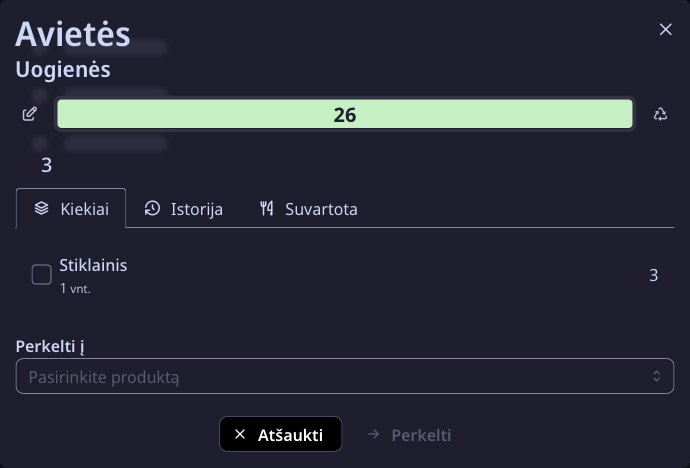 Avietės
Uogienės
26
3
Kiekiai
Istorija
Suvartota
Stiklainis
1 vnt.
3
Perkelti į
Pasirinkite produktą
Atšaukti
Perkelti